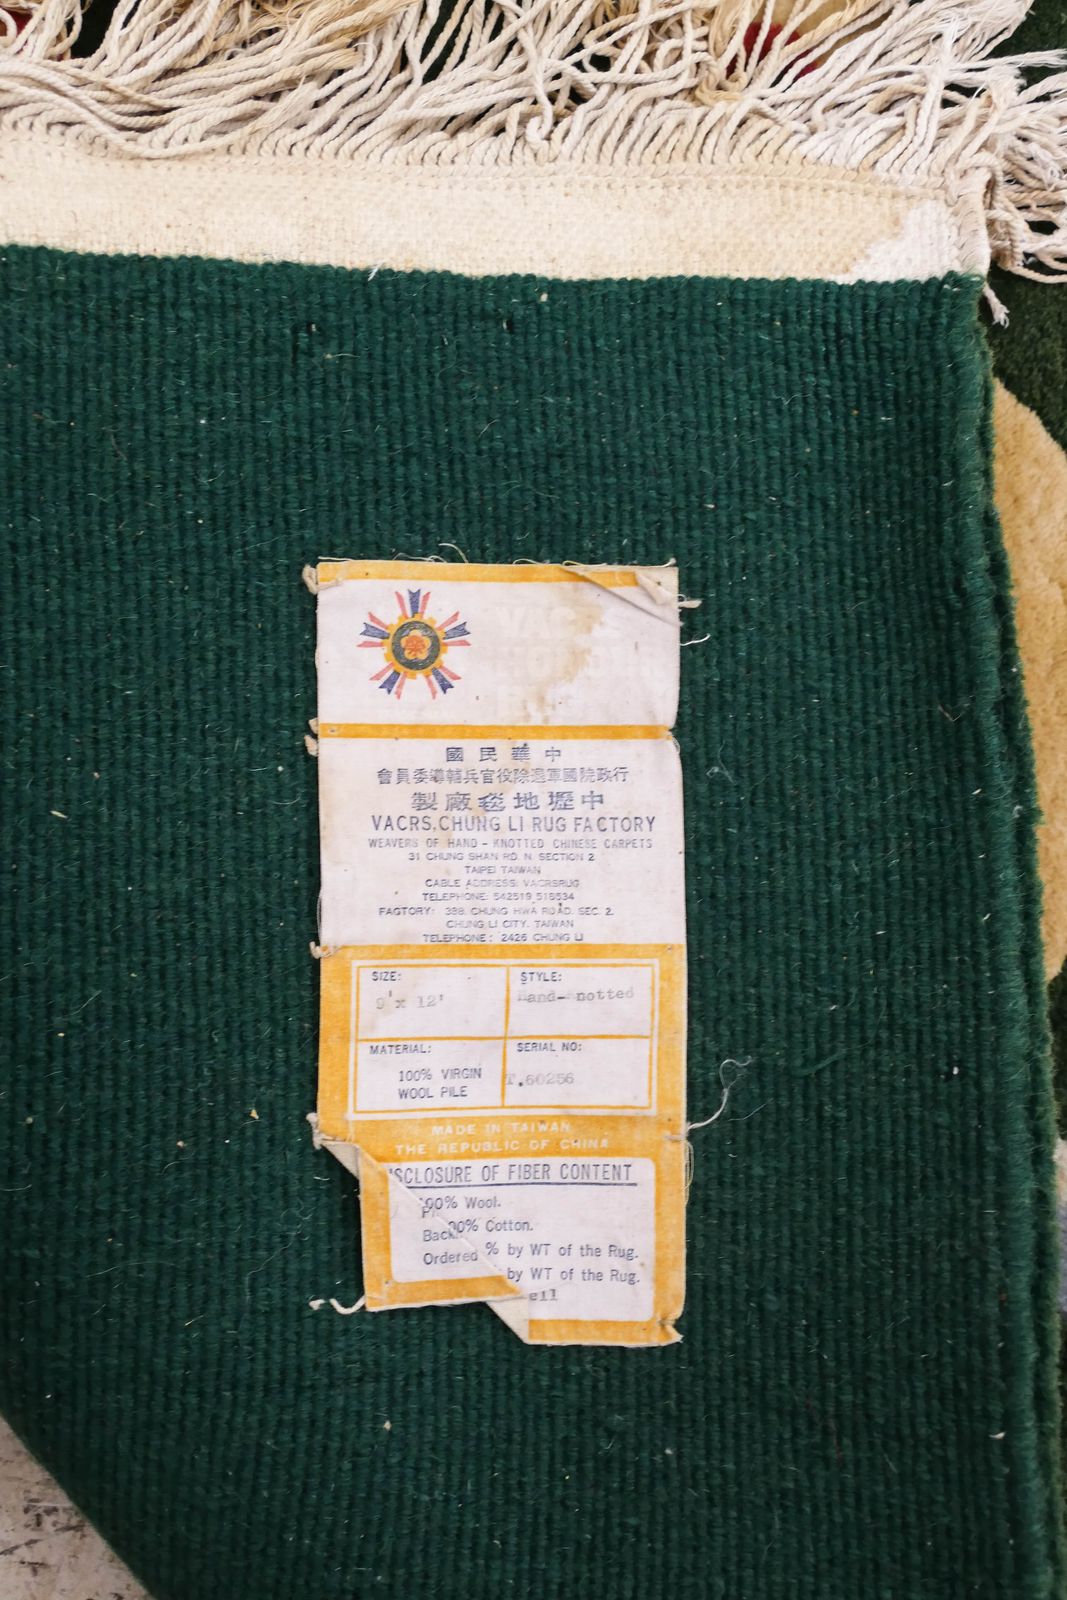 國民華中
會員委導輔兵官役除退軍國院政行
製廠毯地壢中
VACRS. CHUNG LI RUG FACTORY
WEAVERS OF HAND - KNOTTED CHINESE CARPETS
31 CHUNG SHAN RD. N. SECTION 2
TAIPEI TAIWAN
CABLE ADDRESS: VACRSRUG
TELEPHONE: 542519 518534
FACTORY: 398. CHUNG HWA ROAD. SEC. 2.
CHUNG LI CITY. TAIWAN
TELEPHONE: 2426 CHUNG LI
SIZE:
9' x 12'
STYLE:
Hand- notted
MATERIAL:
100% VIRGIN
WOOL PILE
SERIAL NO:
T.60256
MADE IN TAIWAN
THE REPUBLIC OF CHINA
ISCLOSURE OF FIBER CONTENT
100% Wool.
Back 00% Cotton.
Ordered % by WT of the Rug.
by WT of the Rug.
ell